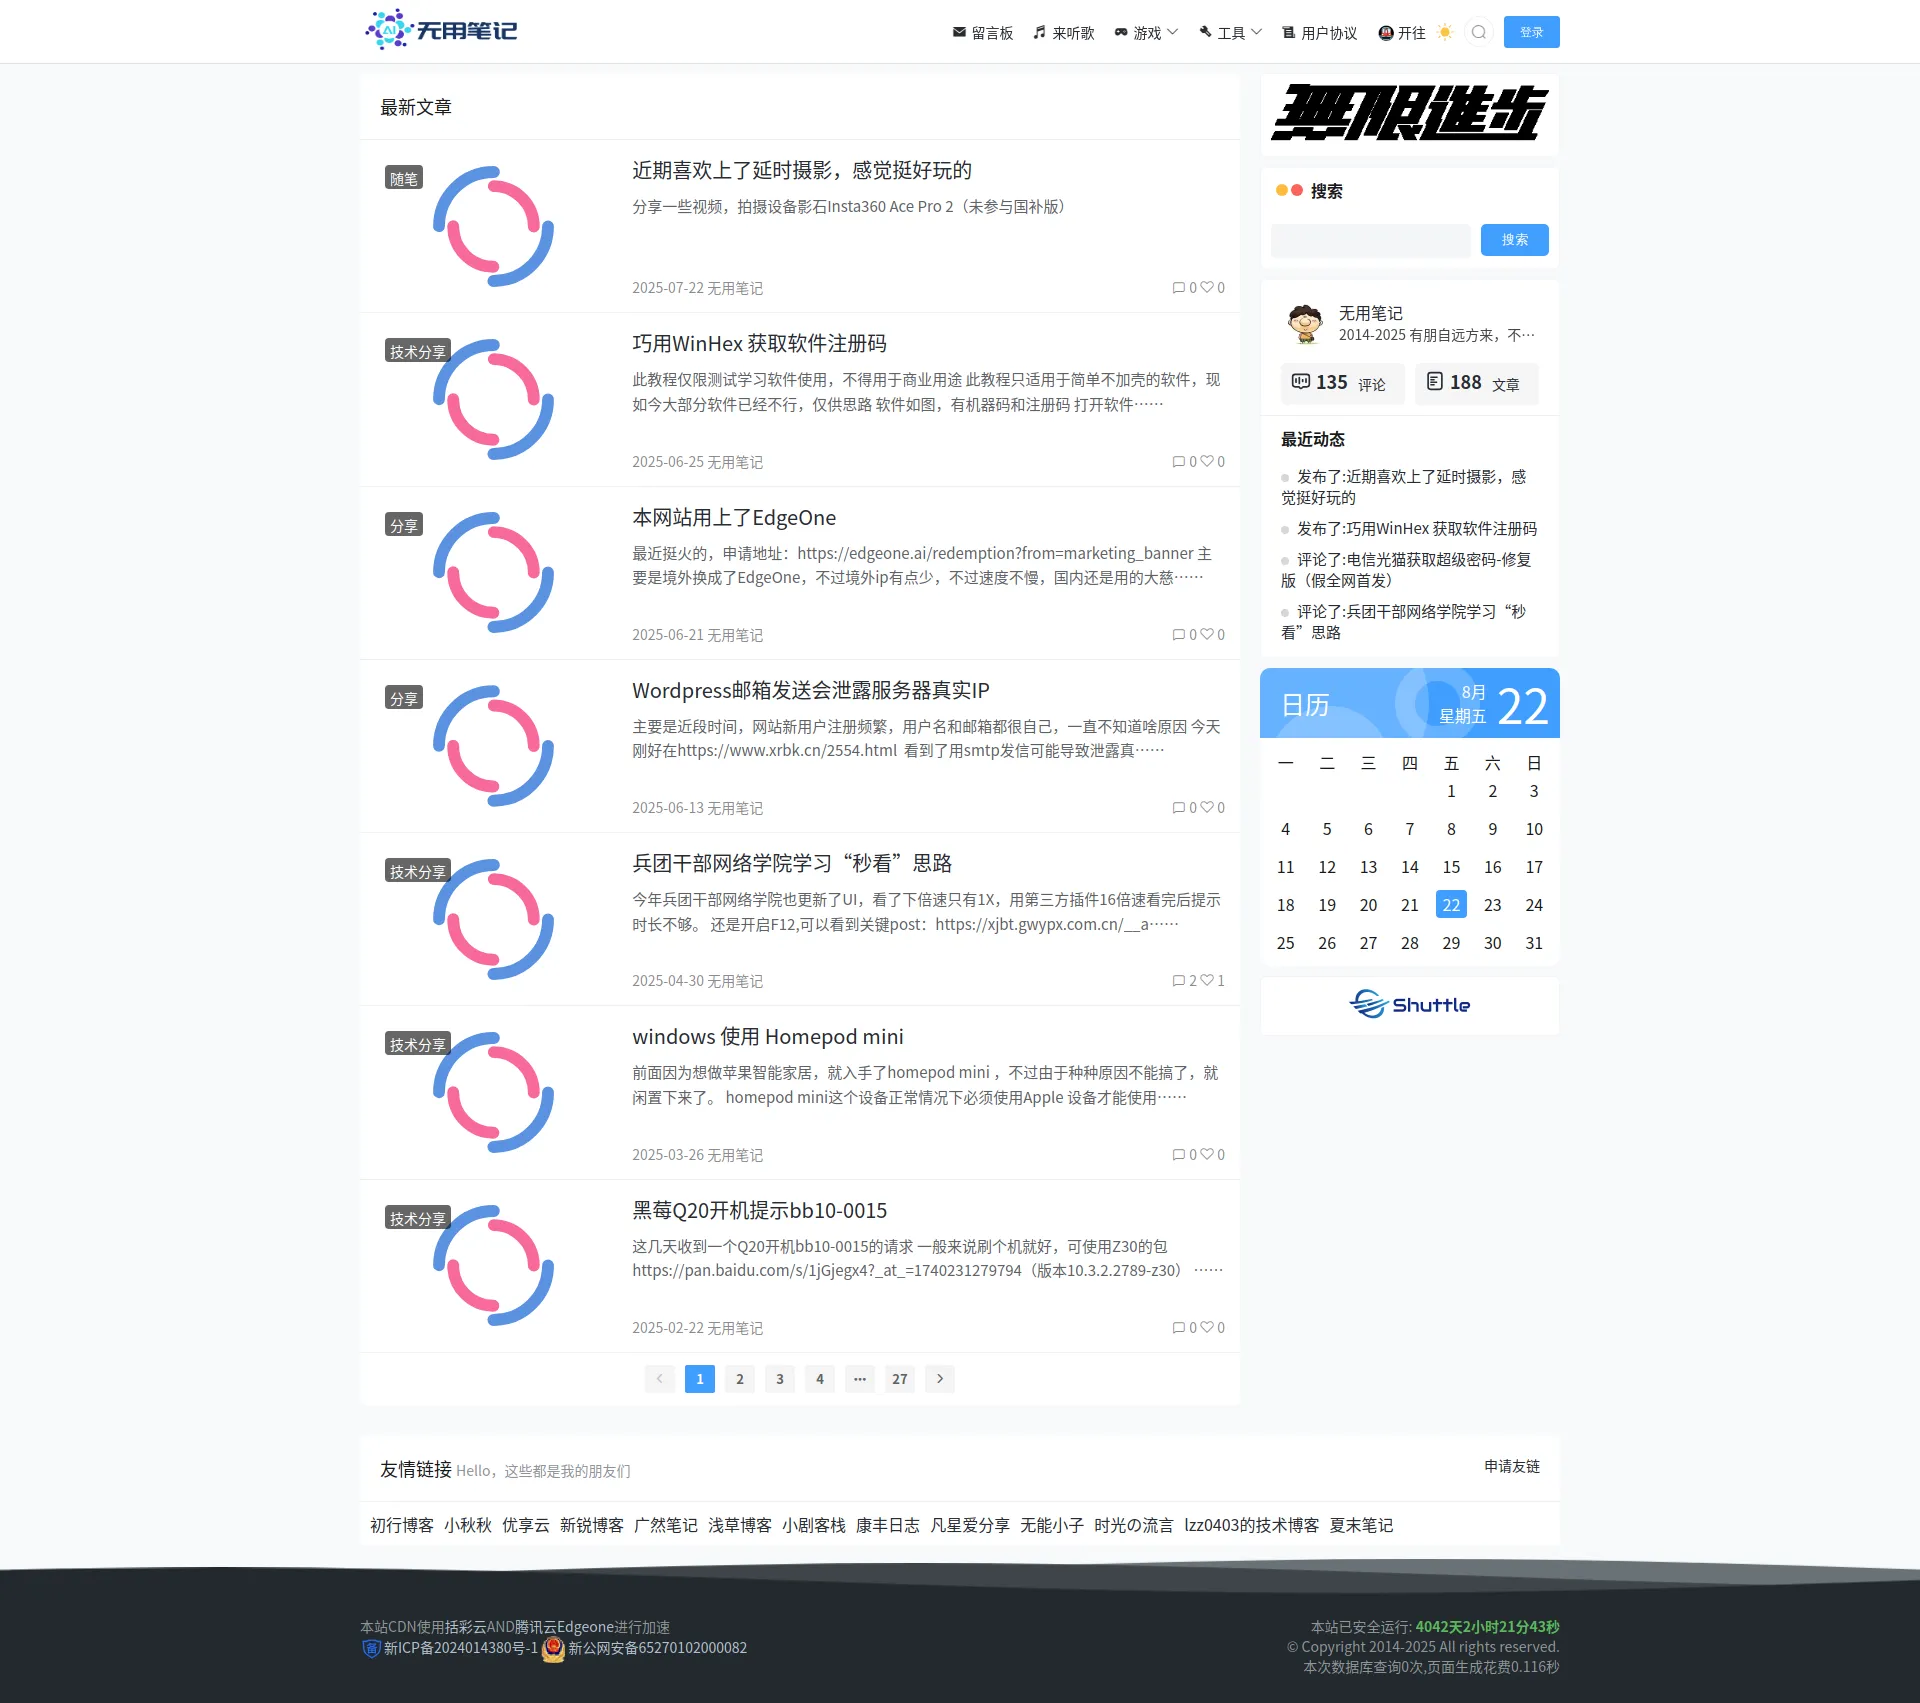 AI 无用笔记
留言板 来听歌 游戏 工具 用户协议 开往 登录
最新文章
随笔
近期喜欢上了延时摄影，感觉挺好玩的
分享一些视频，拍摄设备影石Insta360 Ace Pro 2（未参与国补版）
2025-07-22 无用笔记 0 0
技术分享
巧用WinHex 获取软件注册码
此教程仅限测试学习软件使用，不得用于商业用途 此教程只适用于简单不加壳的软件，现
如今大部分软件已经不行，仅供思路 软件如图，有机器码和注册码 打开软件……
2025-06-25 无用笔记 0 0
分享
本网站用上了EdgeOne
最近挺火的，申请地址：https://edgeone.ai/redemption?from=marketing_banner 主
要是境外换成了EdgeOne，不过境外ip有点少，不过速度不慢，国内还是用的大慈……
2025-06-21 无用笔记 0 0
分享
Wordpress邮箱发送会泄露服务器真实IP
主要是近段时间，网站新用户注册频繁，用户名和邮箱都很自己，一直不知道啥原因 今天
刚好在https://www.xrbk.cn/2554.html 看到了用smtp发信可能导致泄露真……
2025-06-13 无用笔记 0 0
技术分享
兵团干部网络学院学习“秒看”思路
今年兵团干部网络学院也更新了UI，看了下倍速只有1X，用第三方插件16倍速看完后提示
时长不够。 还是开启F12,可以看到关键post：https://xjbt.gwypx.com.cn/__a……
2025-04-30 无用笔记 2 1
技术分享
windows 使用 Homepod mini
前面因为想做苹果智能家居，就入手了homepod mini ，不过由于种种原因不能搞了，就
闲置下来了。 homepod mini这个设备正常情况下必须使用Apple 设备才能使用……
2025-03-26 无用笔记 0 0
技术分享
黑莓Q20开机提示bb10-0015
这几天收到一个Q20开机bb10-0015的请求 一般来说刷个机就好，可使用Z30的包
https://pan.baidu.com/s/1jGjegx4?_at_=1740231279794（版本10.3.2.2789-z30） ……
2025-02-22 无用笔记 0 0
1 2 3 4 ··· 27
無限進步
搜索
搜索
无用笔记
2014-2025 有朋自远方来，不…
135 评论 188 文章
最近动态
发布了:近期喜欢上了延时摄影，感
觉挺好玩的
发布了:巧用WinHex 获取软件注册码
评论了:电信光猫获取超级密码-修复
版（假全网首发）
评论了:兵团干部网络学院学习“秒
看”思路
日历 8月 星期五 22
一 二 三 四 五 六 日
1 2 3
4 5 6 7 8 9 10
11 12 13 14 15 16 17
18 19 20 21 22 23 24
25 26 27 28 29 30 31
Shuttle
友情链接 Hello，这些都是我的朋友们 申请友链
初行博客 小秋秋 优享云 新锐博客 广然笔记 浅草博客 小剧客栈 康丰日志 凡星爱分享 无能小子 时光の流言 lzz0403的技术博客 夏末笔记
本站CDN使用括彩云AND腾讯云Edgeone进行加速
备 新ICP备2024014380号-1 新公网安备65270102000082
本站已安全运行: 4042天2小时21分43秒
© Copyright 2014-2025 All rights reserved.
本次数据库查询0次,页面生成花费0.116秒